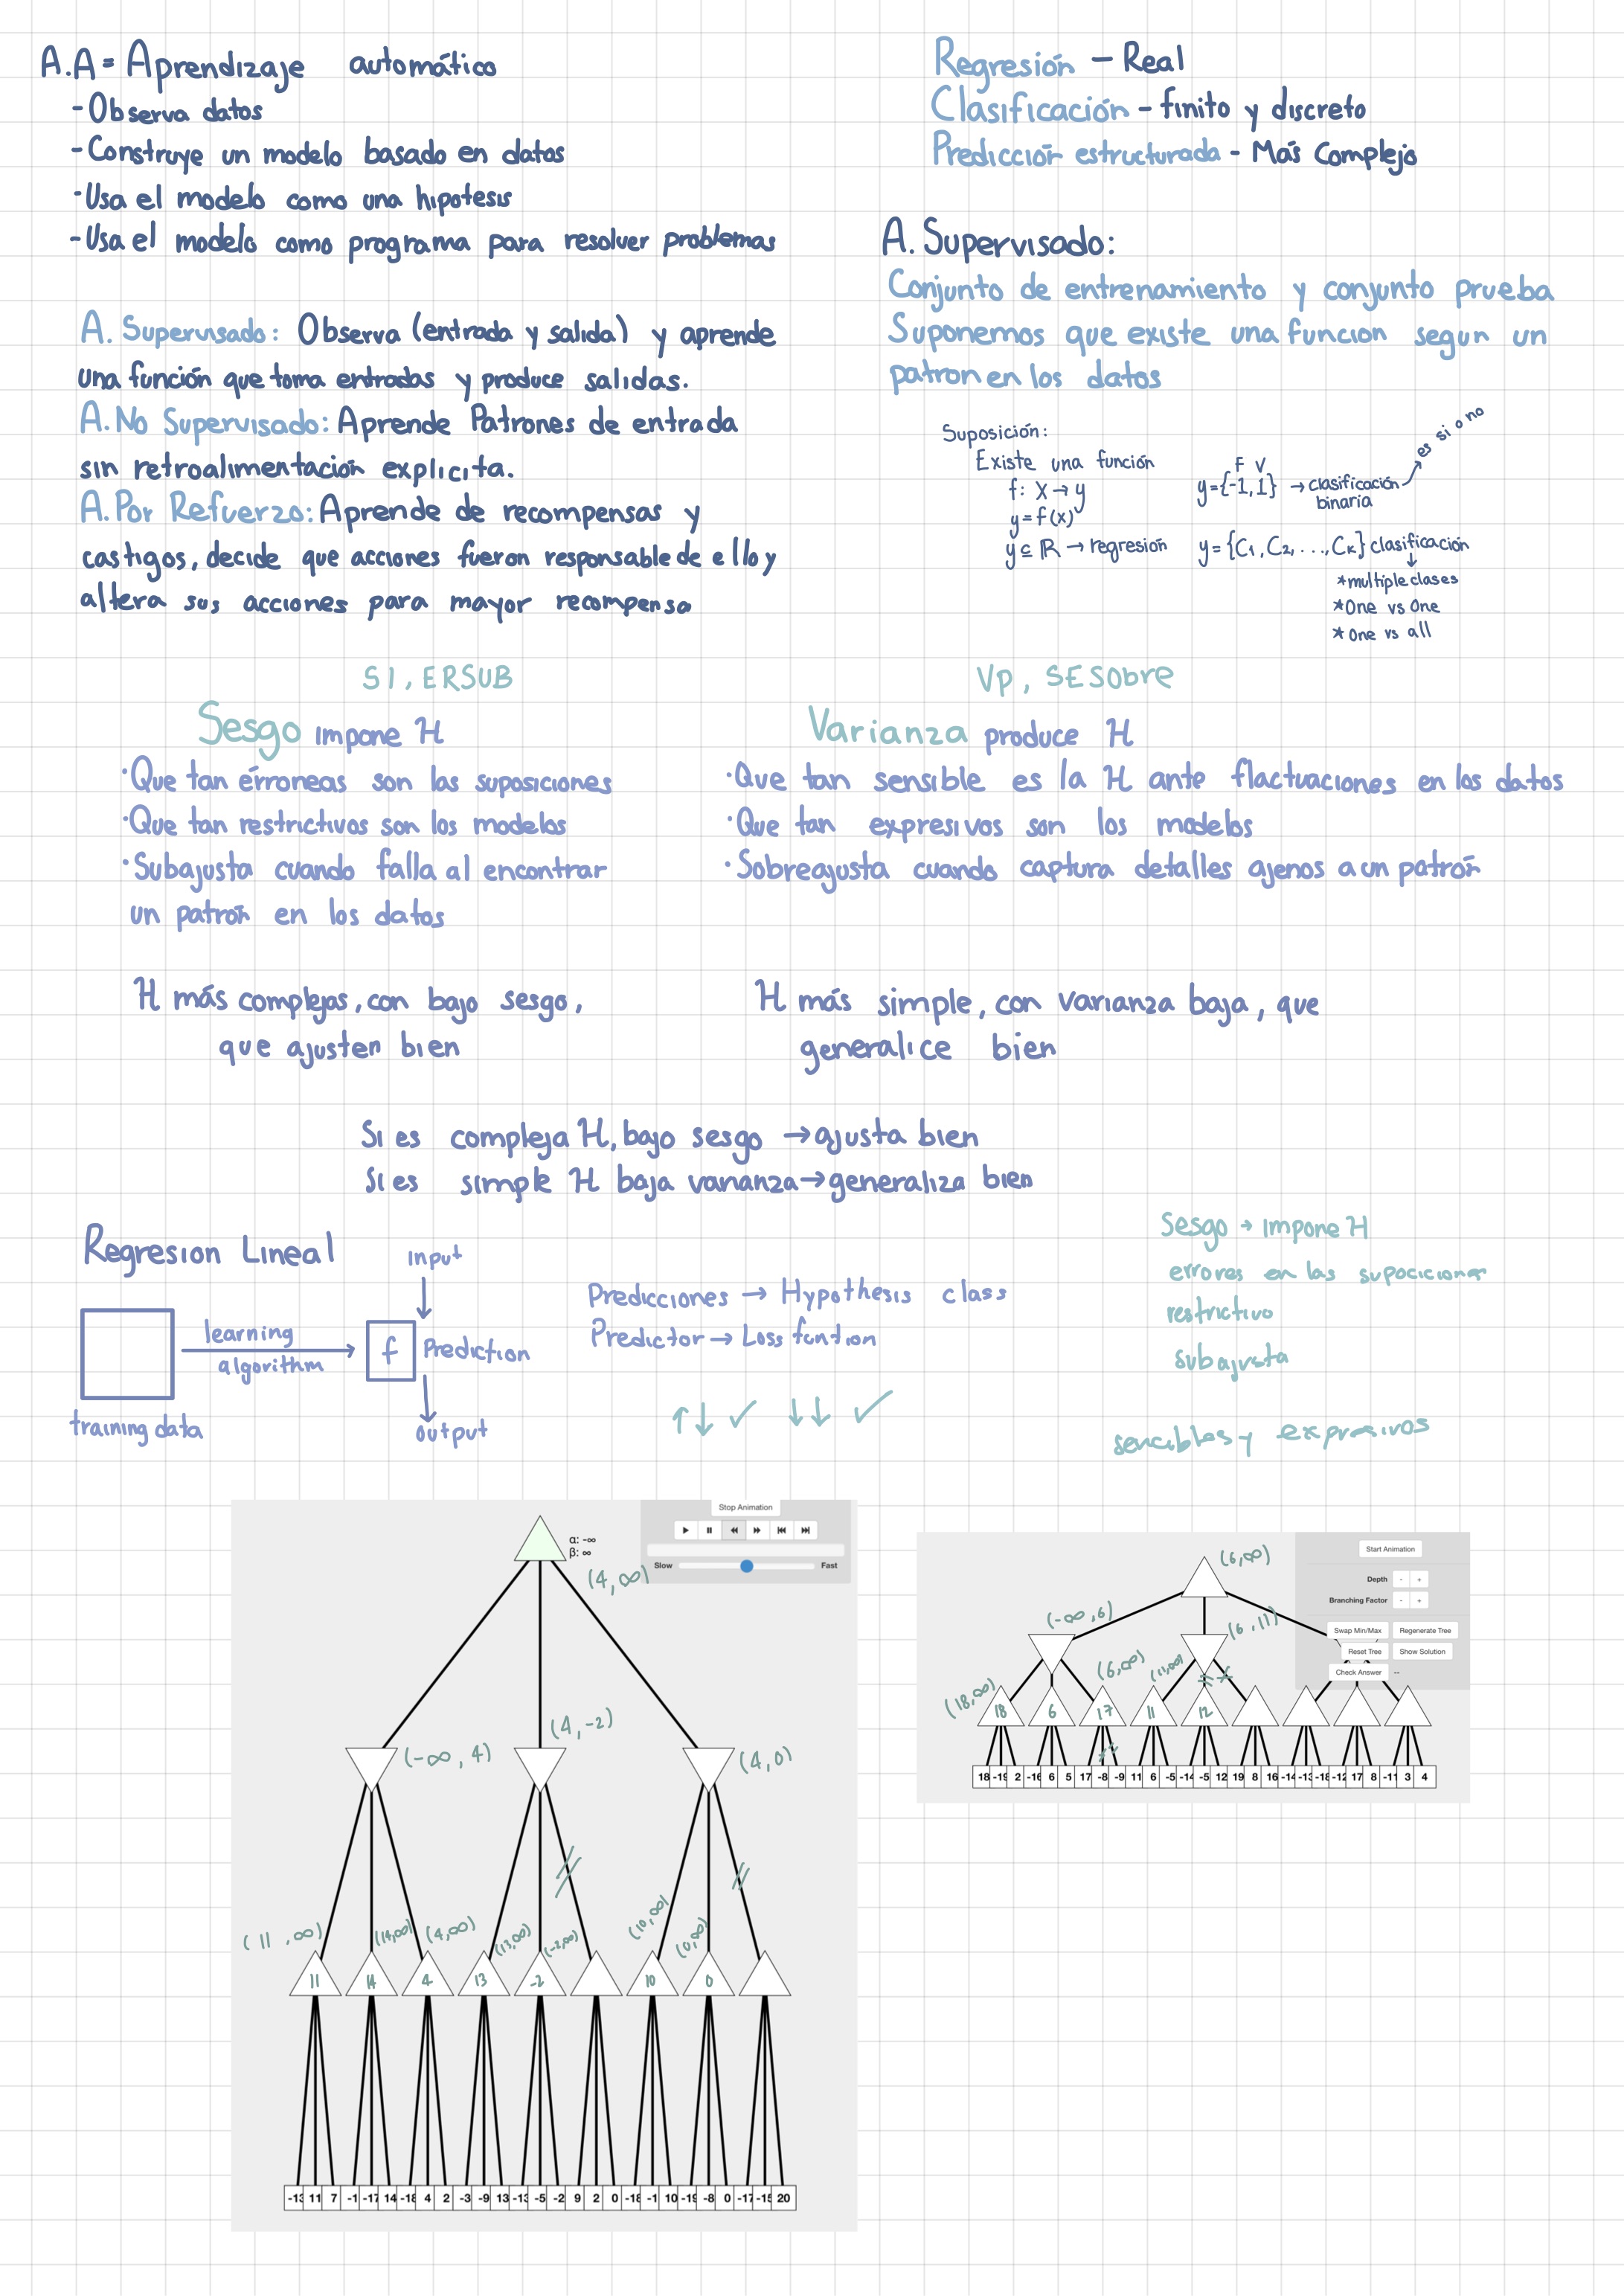 A.A = Aprendizaje automático
- Observa datos
- Construye un modelo basado en datos
- Usa el modelo como una hipotesis
- Usa el modelo como programa para resolver problemas
A. Supervisado: Observa (entrada y salida) y aprende
una función que toma entradas y produce salidas.
A. No Supervisado: Aprende Patrones de entrada
sin retroalimentación explicita.
A. Por Refuerzo: Aprende de recompensas y
castigos, decide que acciones fueron responsable de ello y
altera sus acciones para mayor recompensa
Regresión - Real
Clasificación - finito y discreto
Predicción estructurada - Más Complejo
A. Supervisado:
Conjunto de entrenamiento y conjunto prueba
Suponemos que existe una funcion segun un
patron en los datos
Suposición:
Existe una función
f: X → y
y = f(x)
y ⊆ ℝ → regresión
F V
y = {-1, 1} → clasificación
binaria
es si o no
y = {C1, C2, ..., CK} clasificación
↓
* multiple clases
* One vs One
* One vs all
SI, ERSUB
Sesgo impone H
· Que tan érroneas son las suposiciones
· Que tan restrictivos son los modelos
· Subajusta cuando falla al encontrar
un patrón en los datos
Vp, SESobre
Varianza produce H
· Que tan sensible es la H ante flactuaciones en los datos
· Que tan expresivos son los modelos
· Sobreajusta cuando captura detalles ajenos a un patrón
H más complejas, con bajo sesgo,
que ajusten bien
H más simple, con varianza baja, que
generalice bien
Si es compleja H, bajo sesgo → ajusta bien
Si es simple H baja varianza → generaliza bien
Regresion Lineal
input
learning
algorithm
f
Prediction
training data
output
Predicciones → Hypothesis class
Predictor → Loss funtion
↑↓ ✓ ↓↓ ✓
Sesgo → Impone H
errores en las suposiciones
restrictivo
subajusta
sencibles y expresivos
Stop Animation
α: -∞
β: ∞
Slow Fast
(4, ∞)
(-∞, 4)
(4, -2)
(4, 0)
(11, ∞) (14, ∞) (4, ∞) (13, ∞) (-2, ∞) (10, ∞) (0, ∞)
11 14 4 13 -2 10 0
-13 11 7 -1 -17 14 -18 4 2 -3 -9 13 -13 -5 -2 9 2 0 -18 -1 10 -19 -8 0 -17 -15 20
Start Animation
Depth - +
Branching Factor - +
Swap Min/Max Regenerate Tree
Reset Tree Show Solution
Check Answer --
(6, ∞)
(-∞, 6)
(6, 11)
(18, ∞) (6, ∞) (11, ∞)
18 6 17 11 12
18 -19 2 -16 6 5 17 -8 -9 11 6 -5 -14 -5 12 19 8 16 -14 -13 -18 -12 17 8 -11 3 4